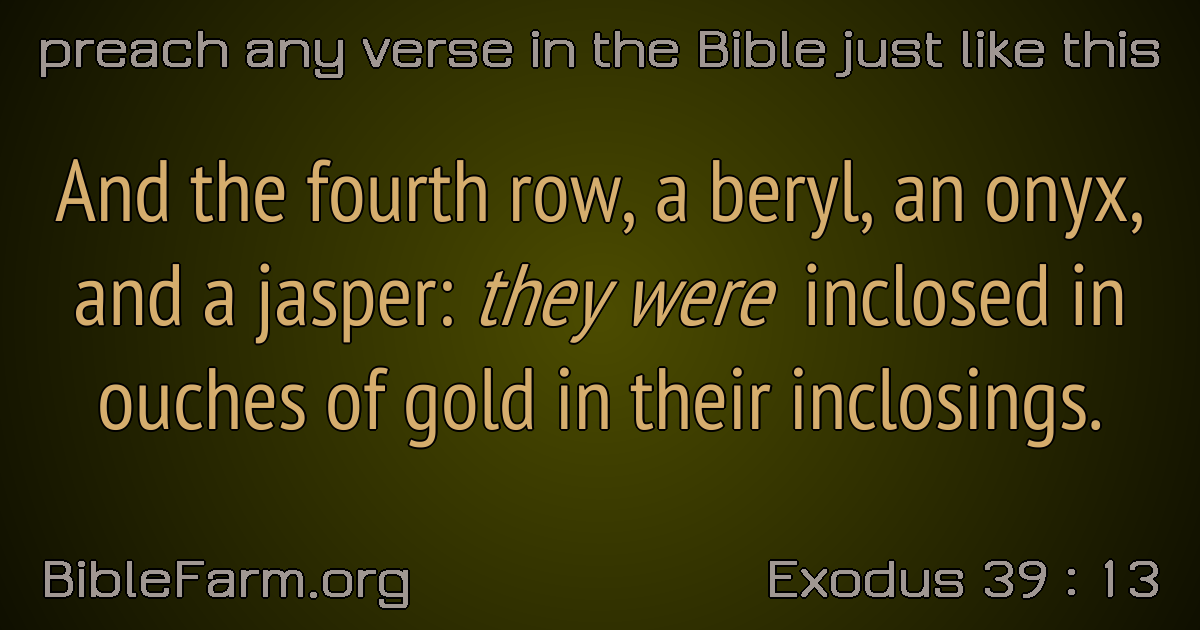 preach any verse in the Bible just like this
And the fourth row, a beryl, an onyx,
and a jasper: they were inclosed in
ouches of gold in their inclosings.
BibleFarm.org
Exodus 39 : 13